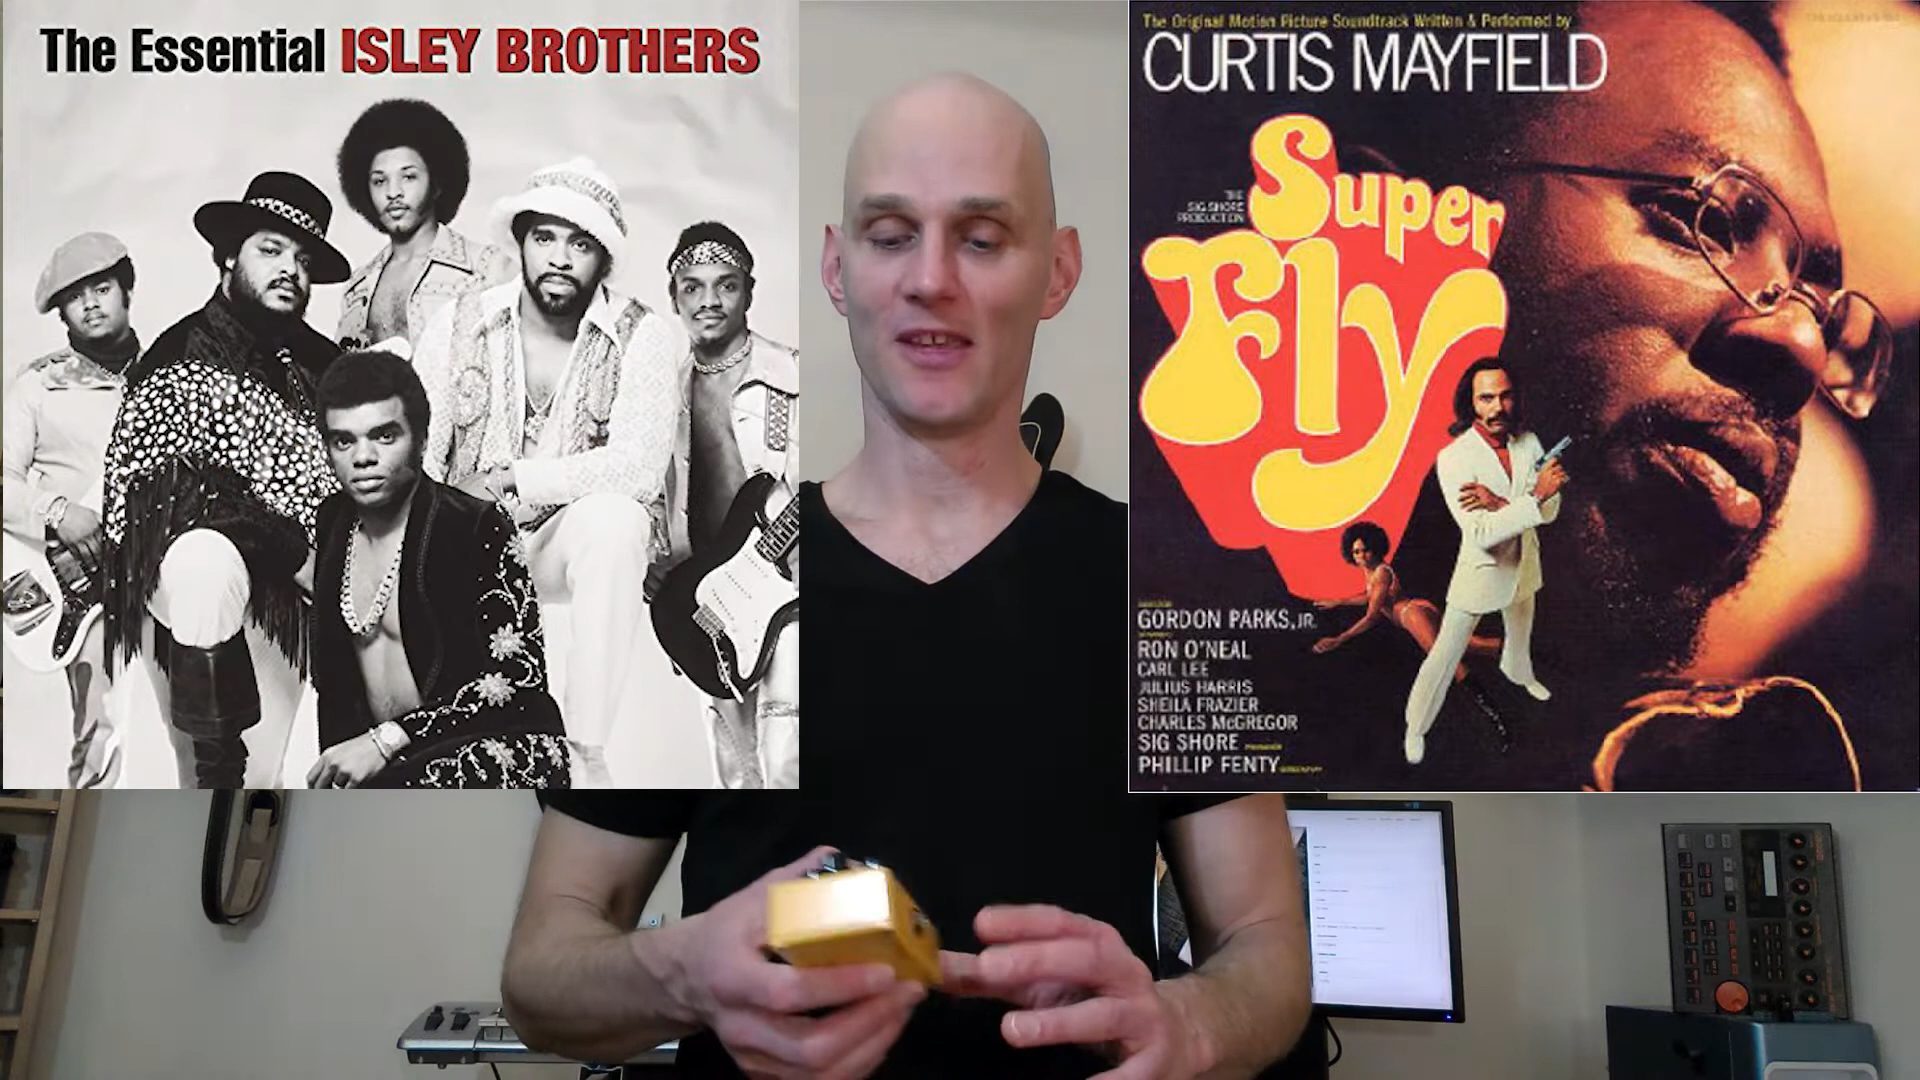 The Essential ISLEY BROTHERS
The Original Motion Picture Soundtrack Written & Performed by
CURTIS MAYFIELD
THE
SIG SHORE
PRODUCTION
Super
Fly
GORDON PARKS, JR.
RON O'NEAL
CARL LEE
JULIUS HARRIS
SHEILA FRAZIER
CHARLES McGREGOR
SIG SHORE
PHILLIP FENTY